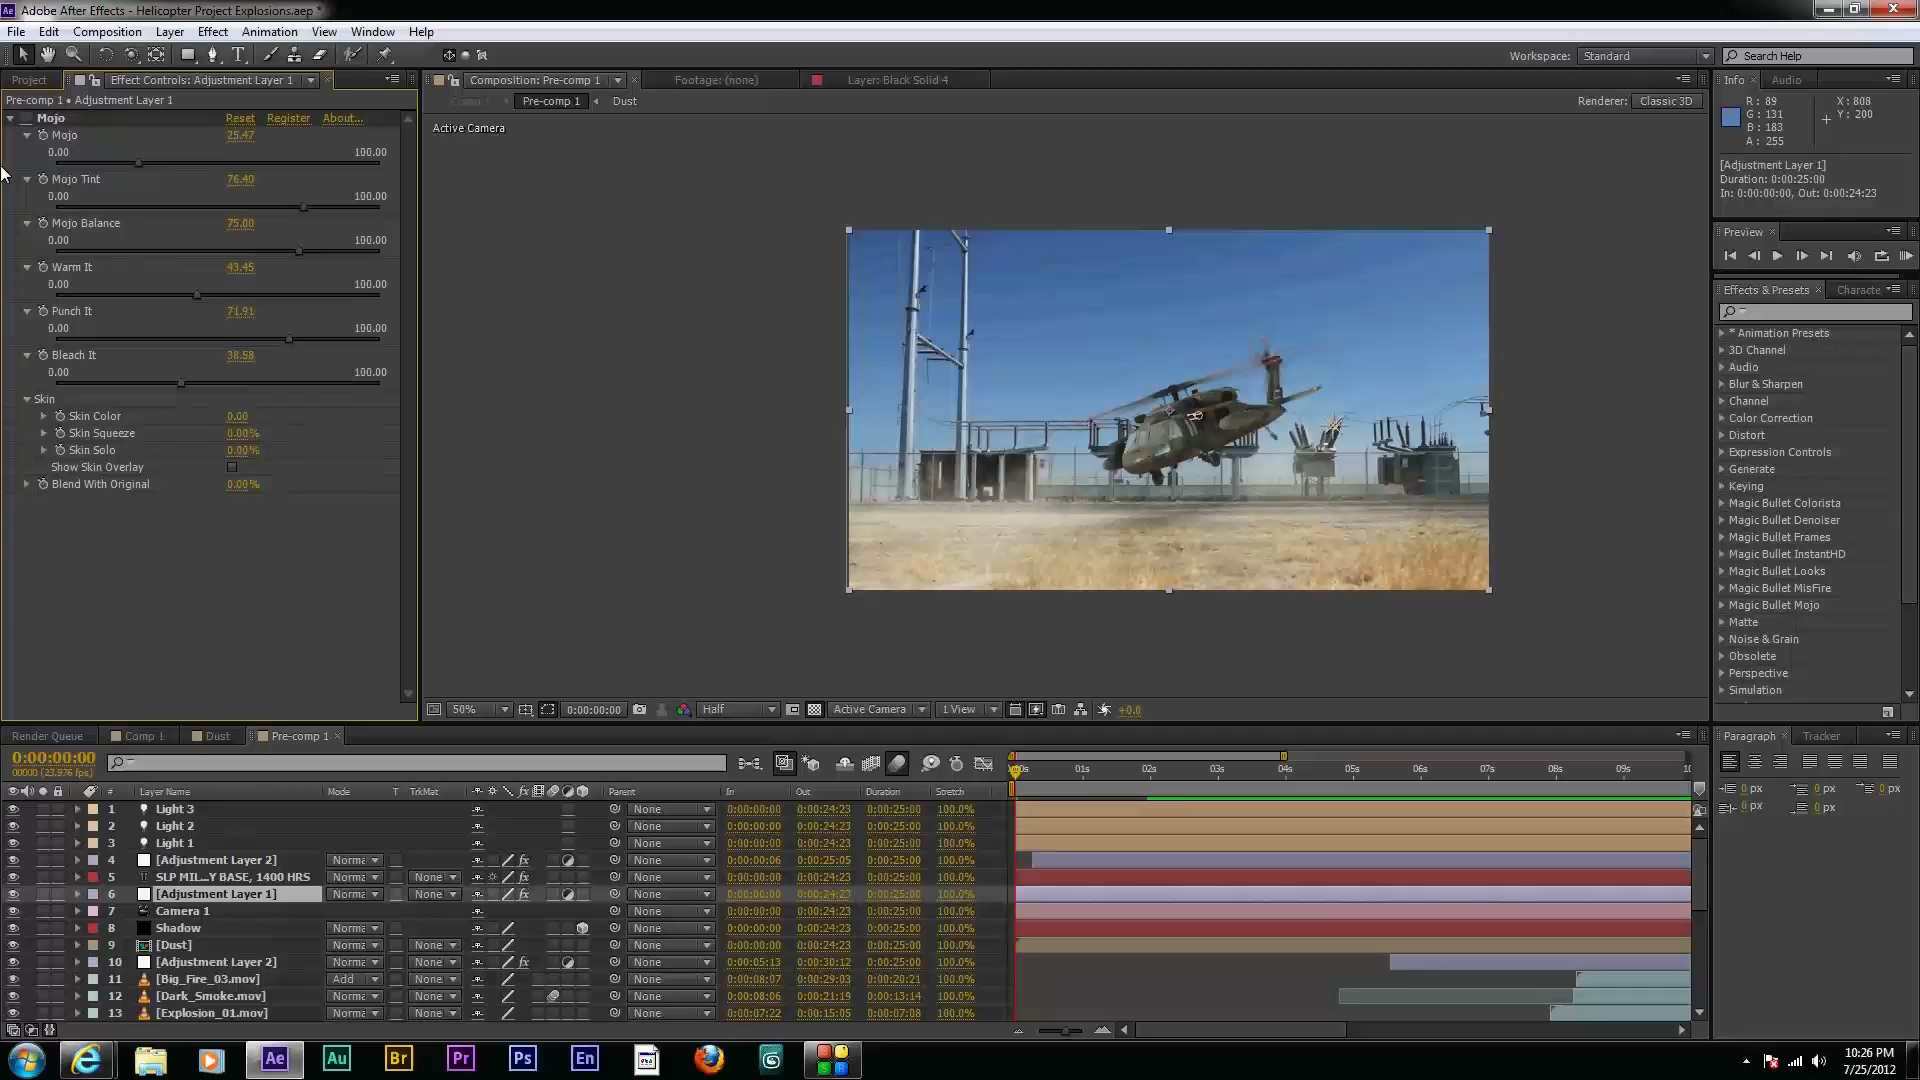 Adobe After Effects - Helicopter Project Explosions.aep *
File Edit Composition Layer Effect Animation View Window Help
Workspace: Standard
Search Help
Project
Effect Controls: Adjustment Layer 1
Pre-comp 1 • Adjustment Layer 1
Mojo Reset Register About...
Mojo 25.47
0.00 100.00
Mojo Tint 76.40
0.00 100.00
Mojo Balance 75.00
0.00 100.00
Warm It 43.45
0.00 100.00
Punch It 71.91
0.00 100.00
Bleach It 38.58
0.00 100.00
Skin
Skin Color 0.00
Skin Squeeze 0.00%
Skin Solo 0.00%
Show Skin Overlay
Blend With Original 0.00%
Composition: Pre-comp 1
Footage: (none)
Layer: Black Solid 4
Comp 1 Pre-comp 1 Dust
Renderer: Classic 3D
Active Camera
50% 0:00:00:00 Half Active Camera 1 View +0.0
Info Audio
R: 89 X: 808
G: 131 Y: 200
B: 183
A: 255
[Adjustment Layer 1]
Duration: 0:00:25:00
In: 0:00:00:00, Out: 0:00:24:23
Preview
Effects & Presets Characte
* Animation Presets
3D Channel
Audio
Blur & Sharpen
Channel
Color Correction
Distort
Expression Controls
Generate
Keying
Magic Bullet Colorista
Magic Bullet Denoiser
Magic Bullet Frames
Magic Bullet InstantHD
Magic Bullet Looks
Magic Bullet MisFire
Magic Bullet Mojo
Matte
Noise & Grain
Obsolete
Perspective
Simulation
Paragraph Tracker
0 px 0 px 0 px
0 px 0 px
Render Queue Comp 1 Dust Pre-comp 1
0:00:00:00
00000 (23.976 fps)
01s 02s 03s 04s 05s 06s 07s 08s 09s
# Layer Name Mode T TrkMat Parent In Out Duration Stretch
1 Light 3 None 0:00:00:00 0:00:24:23 0:00:25:00 100.0%
2 Light 2 None 0:00:00:00 0:00:24:23 0:00:25:00 100.0%
3 Light 1 None 0:00:00:00 0:00:24:23 0:00:25:00 100.0%
4 [Adjustment Layer 2] Norma None 0:00:00:06 0:00:25:05 0:00:25:00 100.0%
5 SLP MIL...Y BASE, 1400 HRS Norma None None 0:00:00:00 0:00:24:23 0:00:25:00 100.0%
6 [Adjustment Layer 1] Norma None None 0:00:00:00 0:00:24:23 0:00:25:00 100.0%
7 Camera 1 None 0:00:00:00 0:00:24:23 0:00:25:00 100.0%
8 Shadow Norma None 0:00:00:00 0:00:24:23 0:00:25:00 100.0%
9 [Dust] Norma None None 0:00:00:00 0:00:24:23 0:00:25:00 100.0%
10 [Adjustment Layer 2] Norma None None 0:00:05:13 0:00:30:12 0:00:25:00 100.0%
11 [Big_Fire_03.mov] Add None None 0:00:08:07 0:00:29:03 0:00:20:21 100.0%
12 [Dark_Smoke.mov] Norma None None 0:00:08:06 0:00:21:19 0:00:13:14 100.0%
13 [Explosion_01.mov] Norma None None 0:00:07:22 0:00:15:05 0:00:07:08 100.0%
Ae Au Br Pr Ps En
10:26 PM
7/25/2012